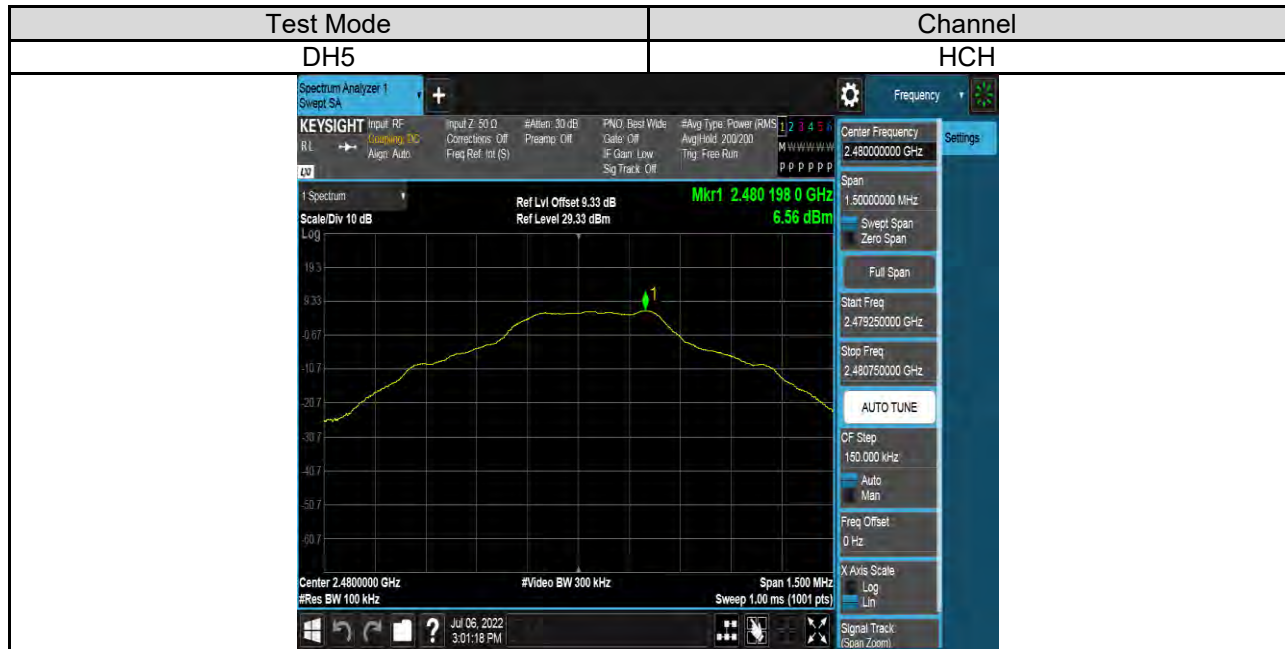 Test Mode Channel
DH5 HCH
Spectrum Analyzer 1
Swept SA
Frequency
KEYSIGHT
RL
Input: RF
Coupling: DC
Align: Auto
Input Z: 50 Ω
Corrections: Off
Freq Ref: Int (S)
#Atten: 30 dB
Preamp: Off
PNO: Best Wide
Gate: Off
IF Gain: Low
Sig Track: Off
#Avg Type: Power (RMS
Avg|Hold: 200/200
Trig: Free Run
1 2 3 4 5 6
M W W W W W
P P P P P P
1 Spectrum
Scale/Div 10 dB
Ref Lvl Offset 9.33 dB
Ref Level 29.33 dBm
Mkr1 2.480 198 0 GHz
6.56 dBm
Log
19.3
9.33
-0.67
-10.7
-20.7
-30.7
-40.7
-50.7
-60.7
1
Center 2.4800000 GHz
#Res BW 100 kHz
#Video BW 300 kHz
Span 1.500 MHz
Sweep 1.00 ms (1001 pts)
Jul 06, 2022
3:01:18 PM
Settings
Center Frequency
2.480000000 GHz
Span
1.50000000 MHz
Swept Span
Zero Span
Full Span
Start Freq
2.479250000 GHz
Stop Freq
2.480750000 GHz
AUTO TUNE
CF Step
150.000 kHz
Auto
Man
Freq Offset
0 Hz
X Axis Scale
Log
Lin
Signal Track
(Span Zoom)